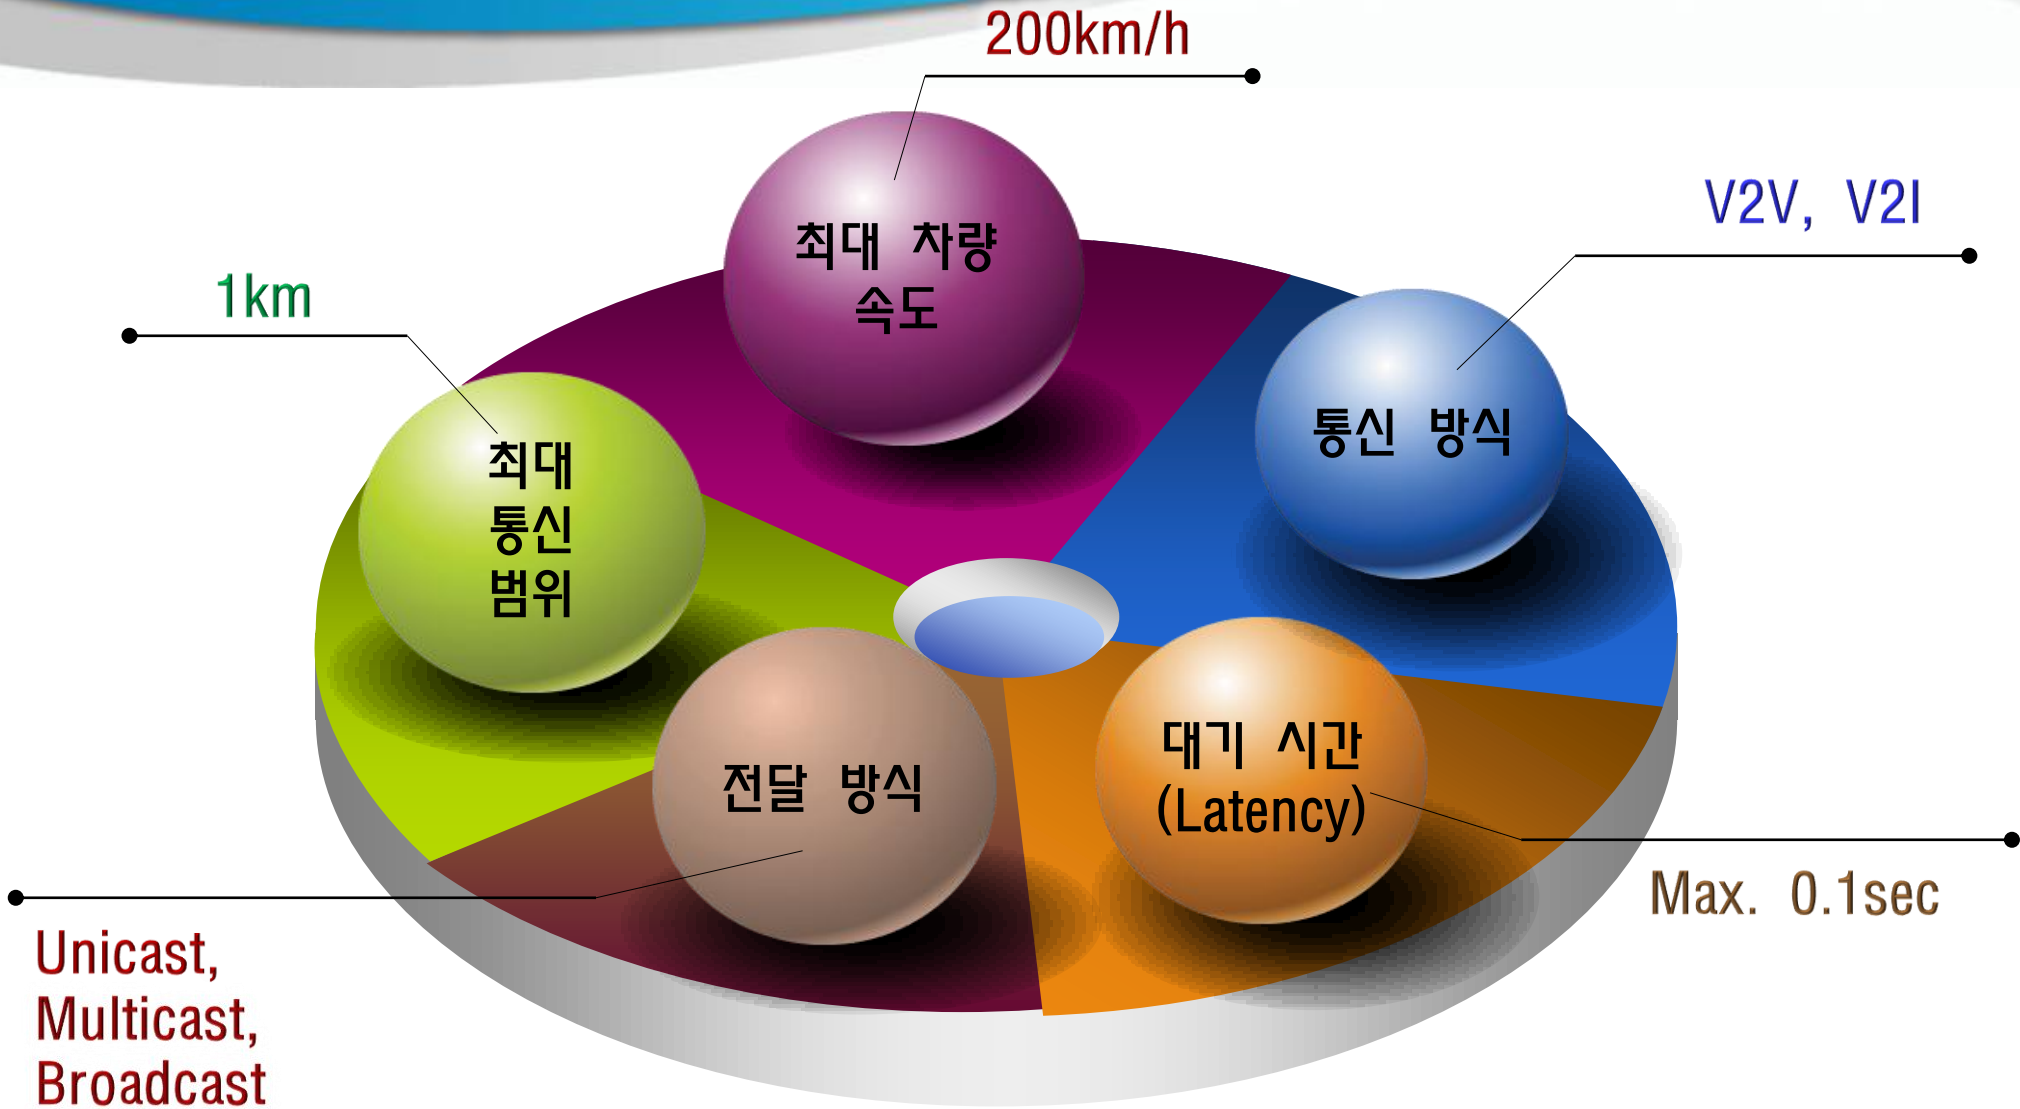 200km/h
최대 차량
속도
V2V, V2I
통신 방식
1km
최대
통신
범위
전달 방식
Unicast,
Multicast,
Broadcast
대기 시간
(Latency)
Max. 0.1sec